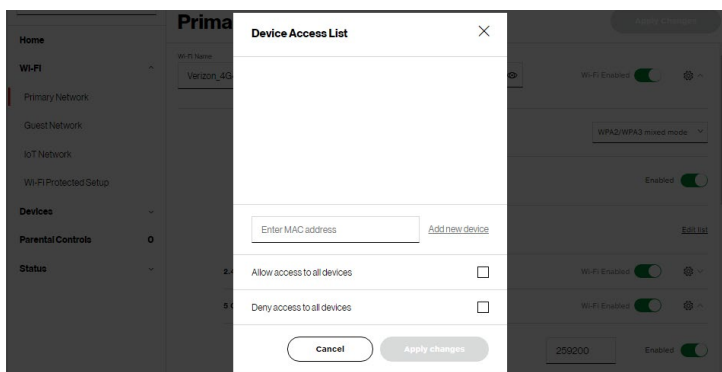 Prima
Apply Changes
Device Access List
Home
Wi-Fi
Primary Network
Guest Network
IoT Network
Wi-Fi Protected Setup
Devices
Parental Controls 0
Status
Wi-Fi Name
Verizon_4G
Wi-Fi Enabled
WPA2/WPA3 mixed mode
Enabled
Enter MAC address
Add new device
Edit list
2.4
Allow access to all devices
Wi-Fi Enabled
5 G
Deny access to all devices
Wi-Fi Enabled
Cancel
Apply changes
259200
Enabled